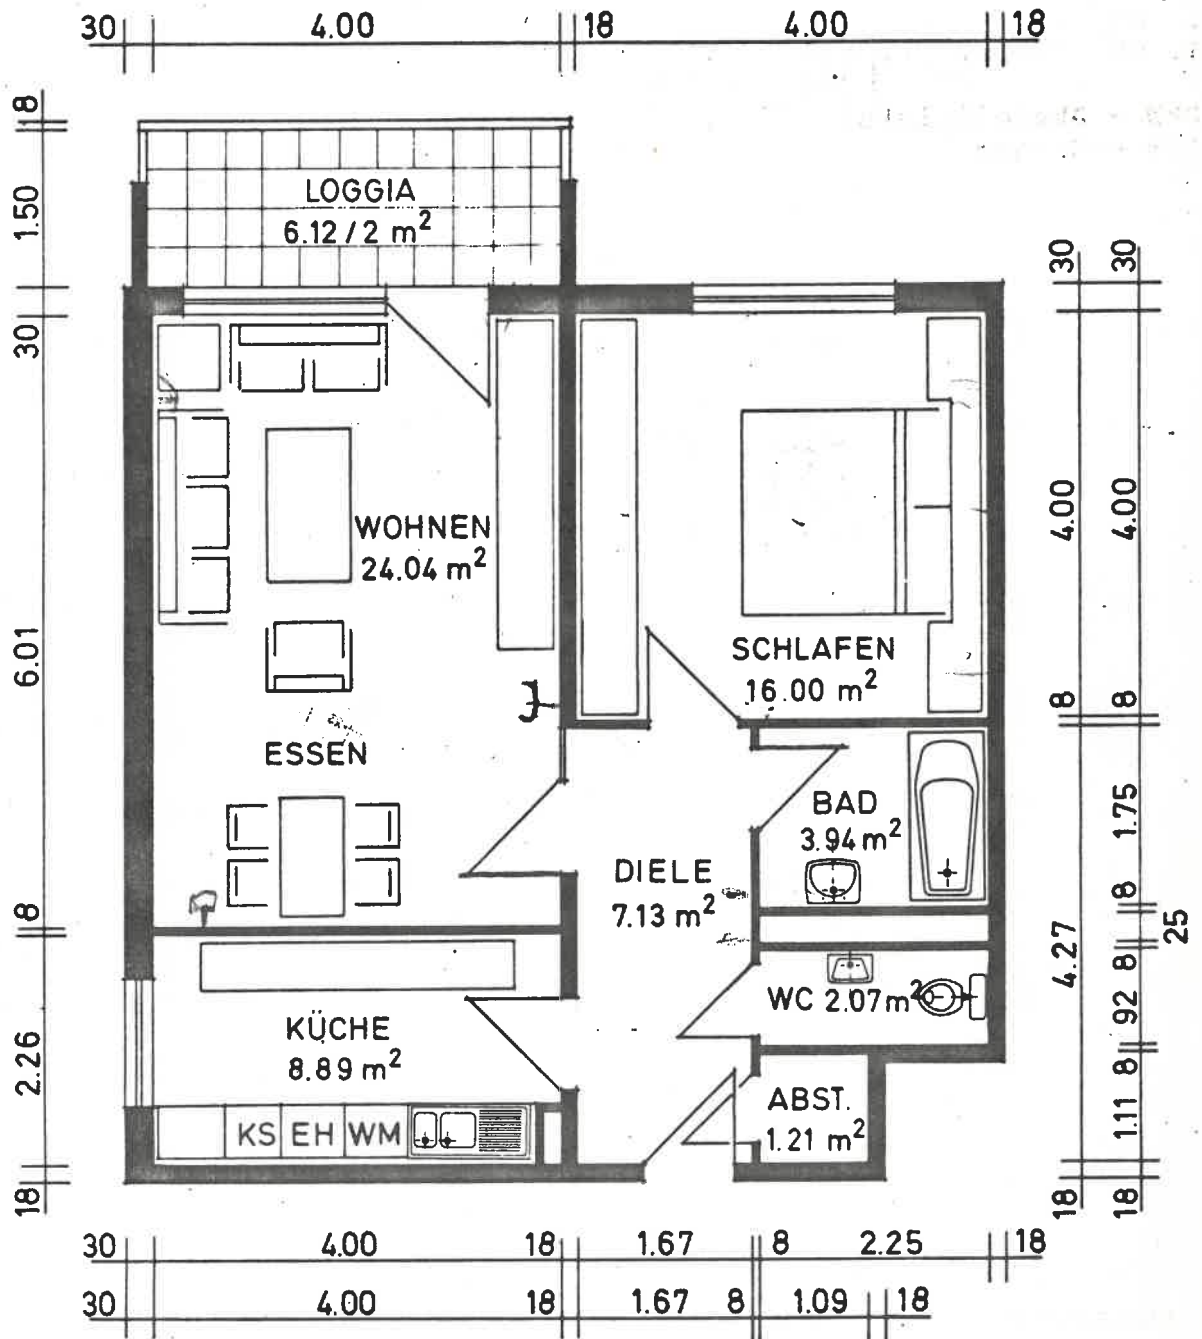 30 4.00 18 4.00 18
8
1.50
30
6.01
8
2.26
18
LOGGIA
6.12/2 m²
WOHNEN
24.04 m²
ESSEN
SCHLAFEN
16.00 m²
BAD
3.94 m²
DIELE
7.13 m²
WC 2.07 m²
KÜCHE
8.89 m²
KS EH WM
ABST.
1.21 m²
30
4.00
8
4.27
18
30
4.00
8
1.75
8
25
8
92
8
1.11
18
30 4.00 18 1.67 8 2.25 18
30 4.00 18 1.67 8 1.09 18